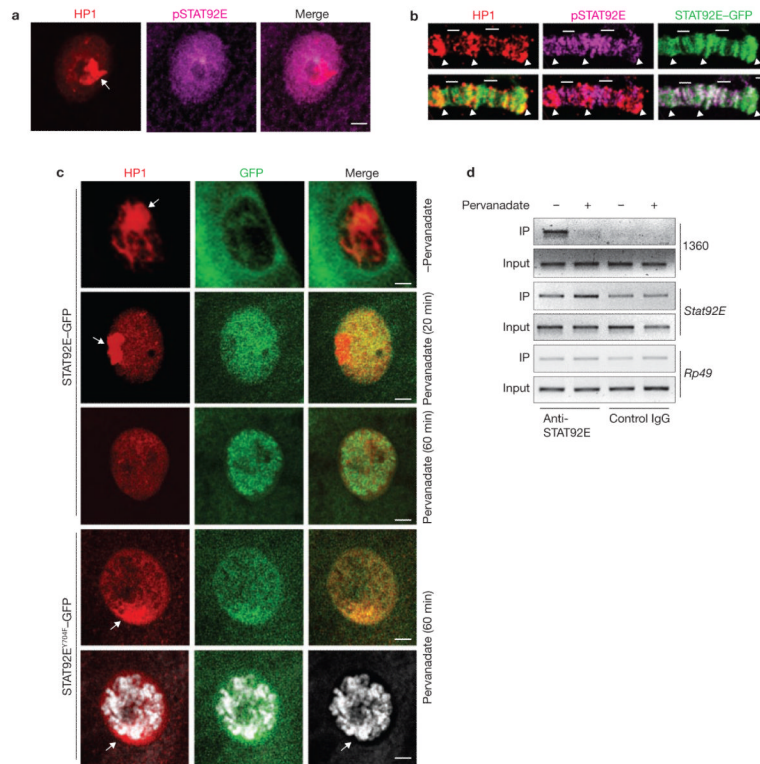 a
HP1 pSTAT92E Merge
b
HP1 pSTAT92E STAT92E–GFP
c
HP1 GFP Merge
STAT92E–GFP
–Pervanadate
Pervanadate (20 min)
Pervanadate (60 min)
STAT92E^Y704F–GFP
Pervanadate (60 min)
d
Pervanadate – + – +
IP
Input
1360
IP
Input
Stat92E
IP
Input
Rp49
Anti-
STAT92E
Control IgG